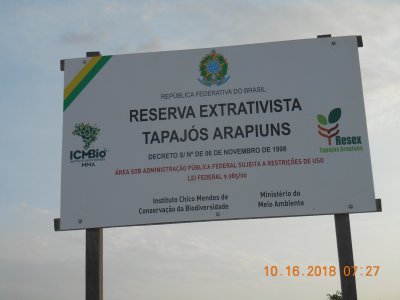 REPÚBLICA FEDERATIVA DO BRASIL
RESERVA EXTRATIVISTA
TAPAJÓS ARAPIUNS
DECRETO S/ Nº DE 06 DE NOVEMBRO DE 1998
ÁREA SOB ADMINISTRAÇÃO PÚBLICA FEDERAL SUJEITA A RESTRIÇÕES DE USO
LEI FEDERAL 9.985/00
ICMBio
MMA
Resex
Tapajós Arapiuns
Instituto Chico Mendes de
Conservação da Biodiversidade
Ministério do
Meio Ambiente
10.16.2018 07:27